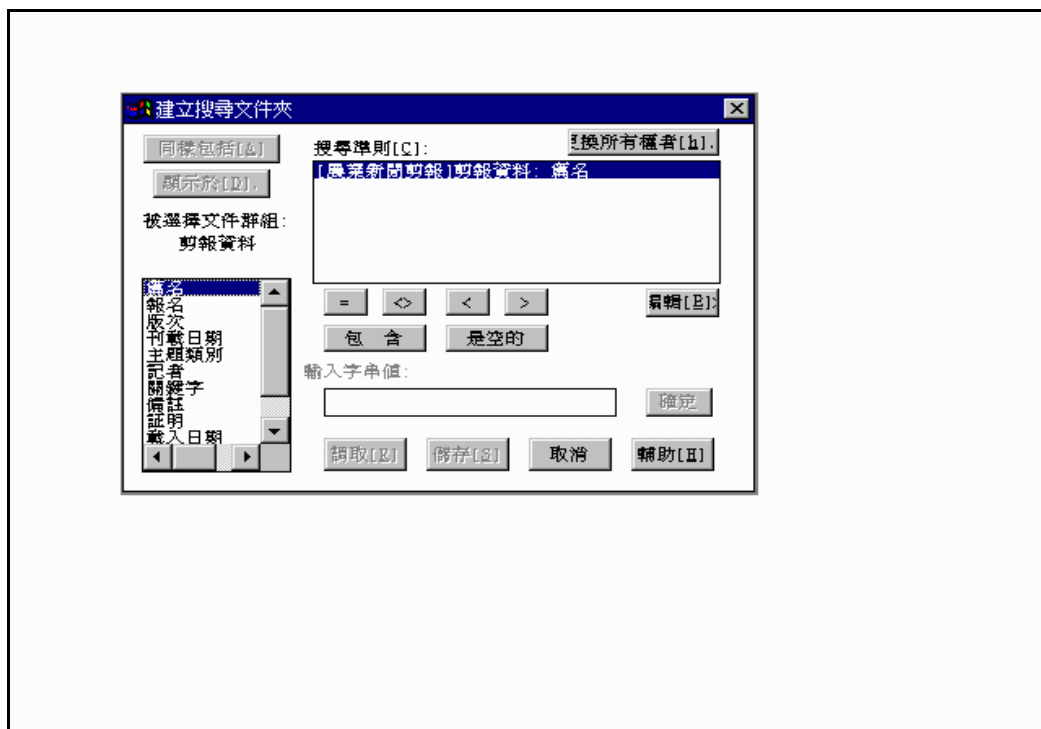 建立搜尋文件夾
同樣包括[A]
搜尋準則[C]:
更換所有權者[h].
顯示於[D].
[農業新聞剪報]剪報資料: 篇名
被選擇文件群組:
剪報資料
篇名
報名
版次
刊載日期
主題類別
記者
關鍵字
備註
証明
載入日期
= <> < >
編輯[E]:
包 含
是空的
輸入字串值:
確定
讀取[R]
儲存[S]
取消
輔助[H]